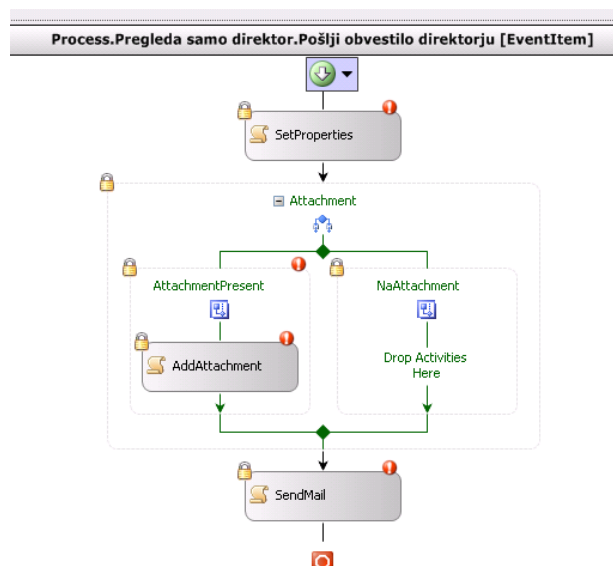 Process.Pregleda samo direktor.Pošlji obvestilo direktorju [EventItem]
SetProperties
Attachment
AttachmentPresent
NaAttachment
AddAttachment
Drop Activities
Here
SendMail